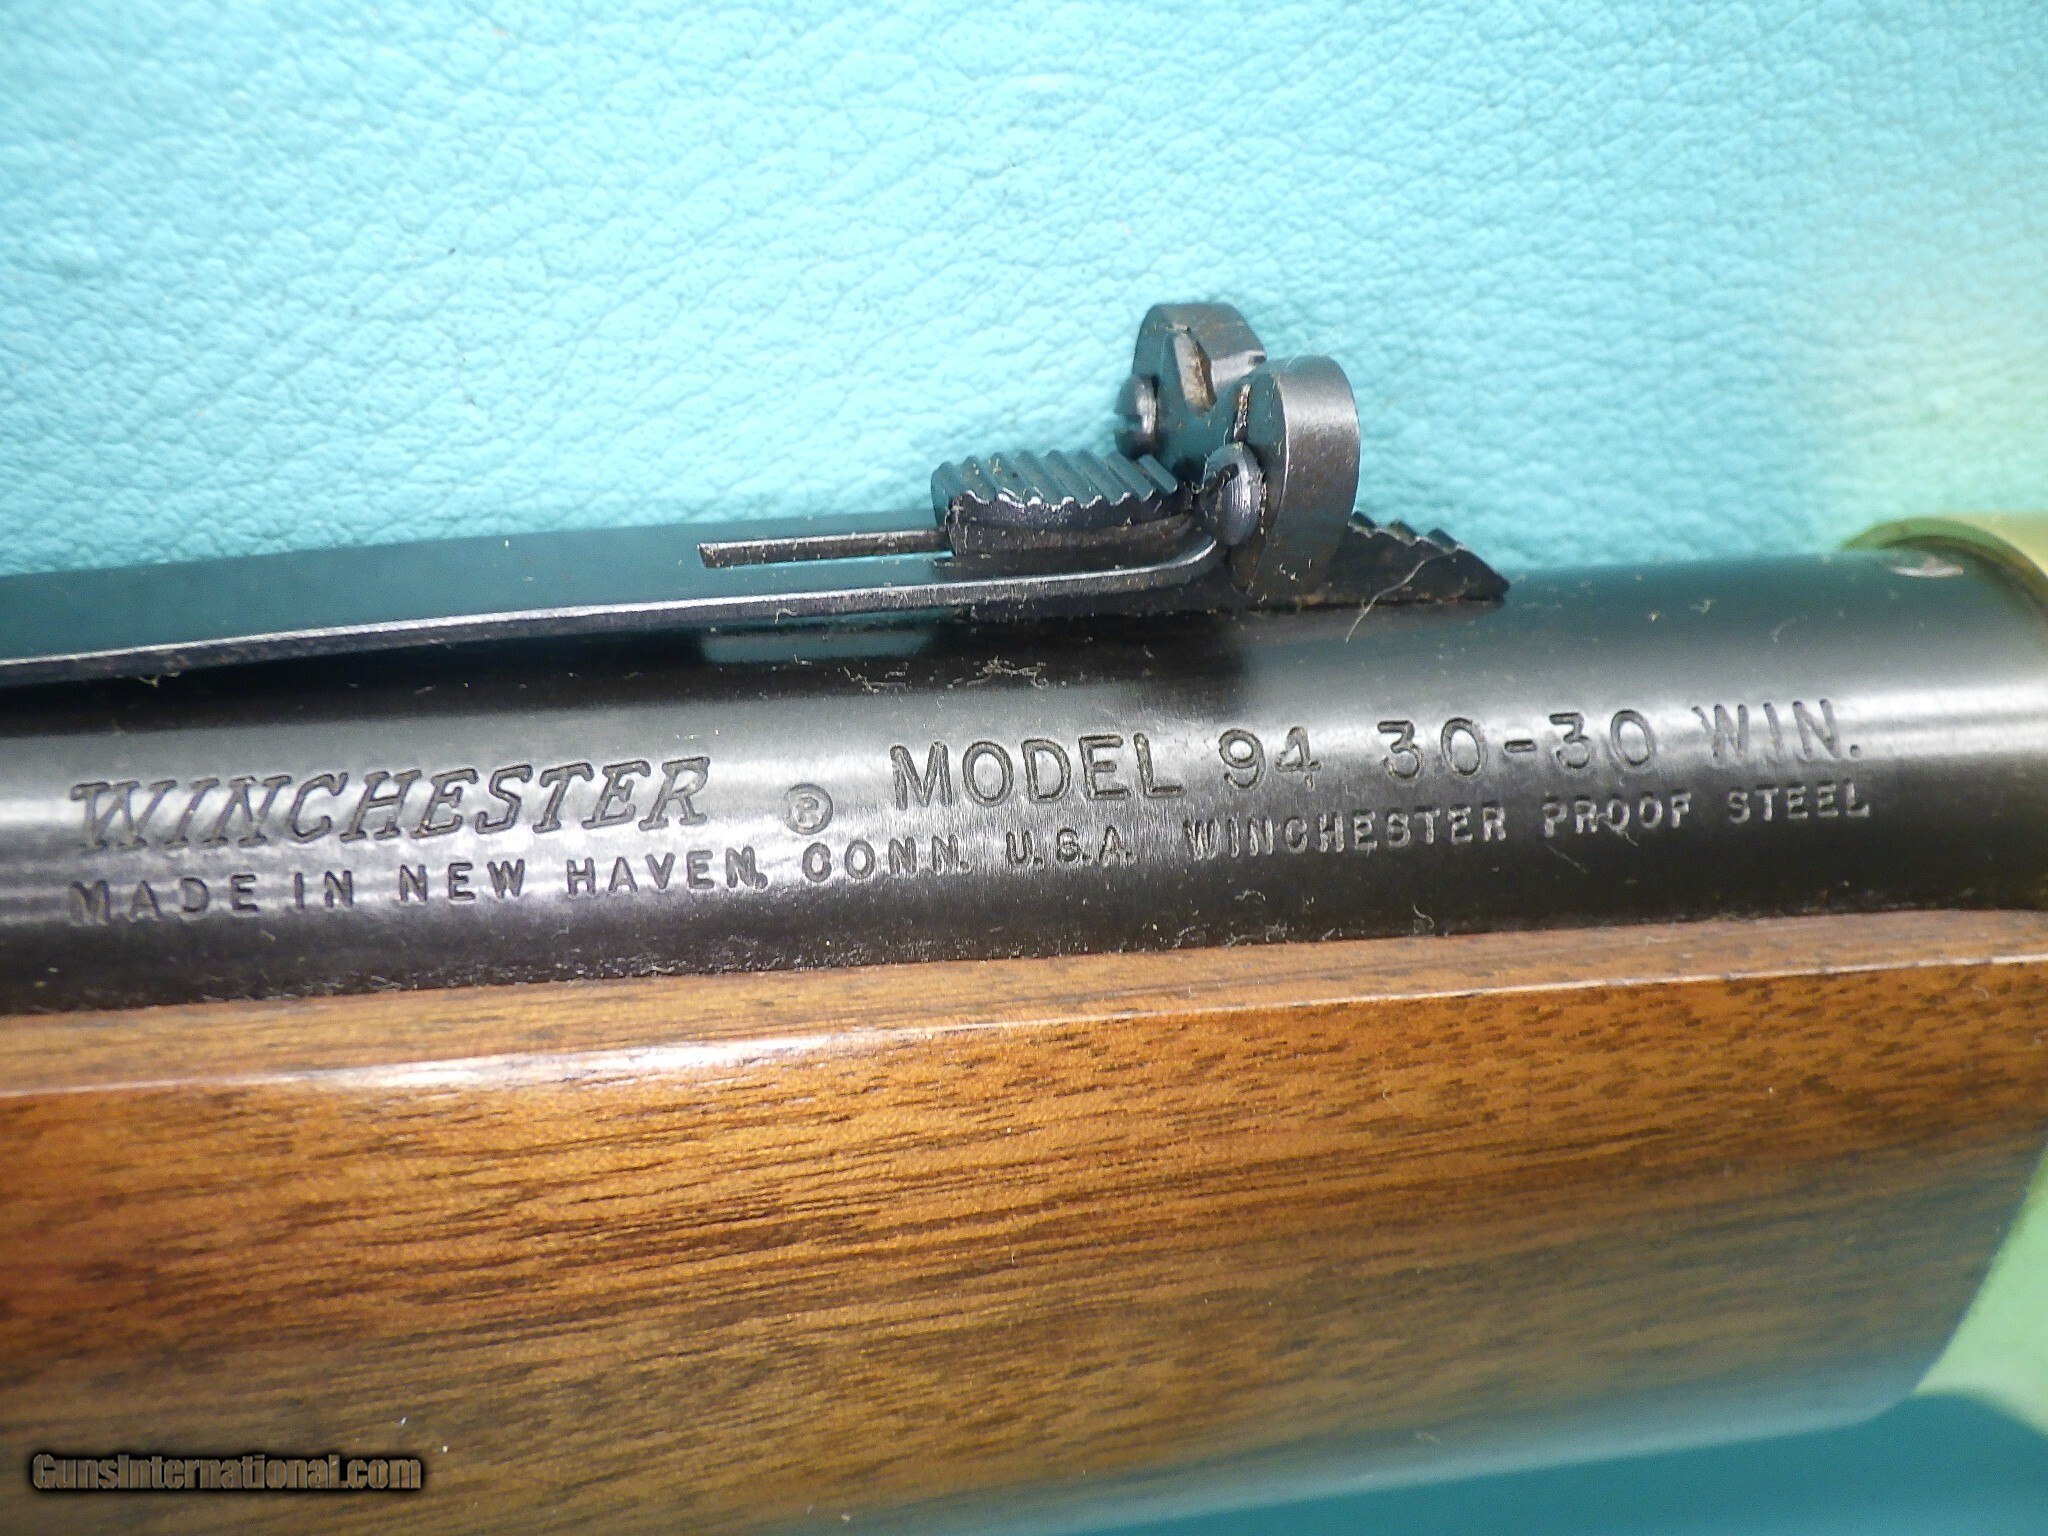 WINCHESTER ® MODEL 94 30-30 WIN.
MADE IN NEW HAVEN, CONN. U.S.A. WINCHESTER PROOF STEEL
GunsInternational.com